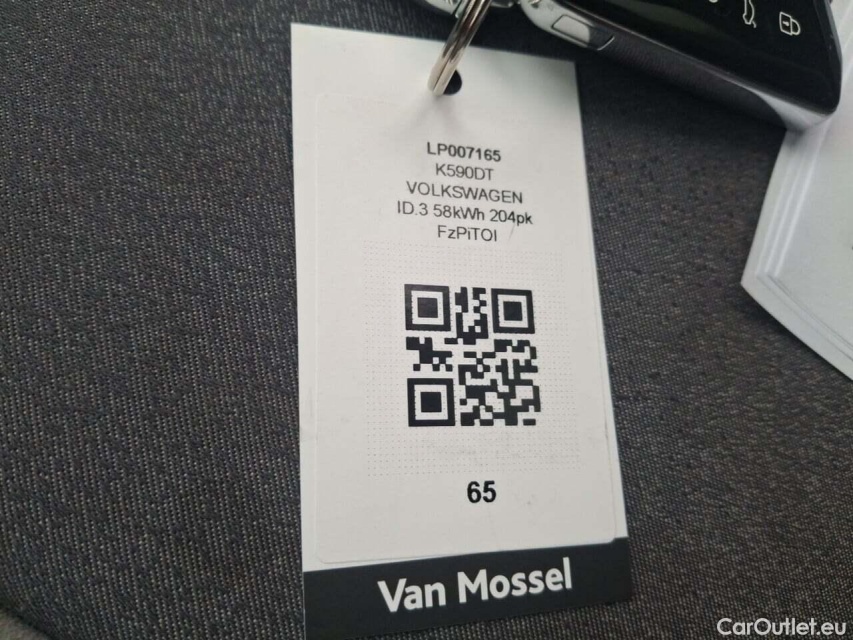 LP007165
K590DT
VOLKSWAGEN
ID.3 58kWh 204pk
FzPiTOI
65
Van Mossel
CarOutlet.eu